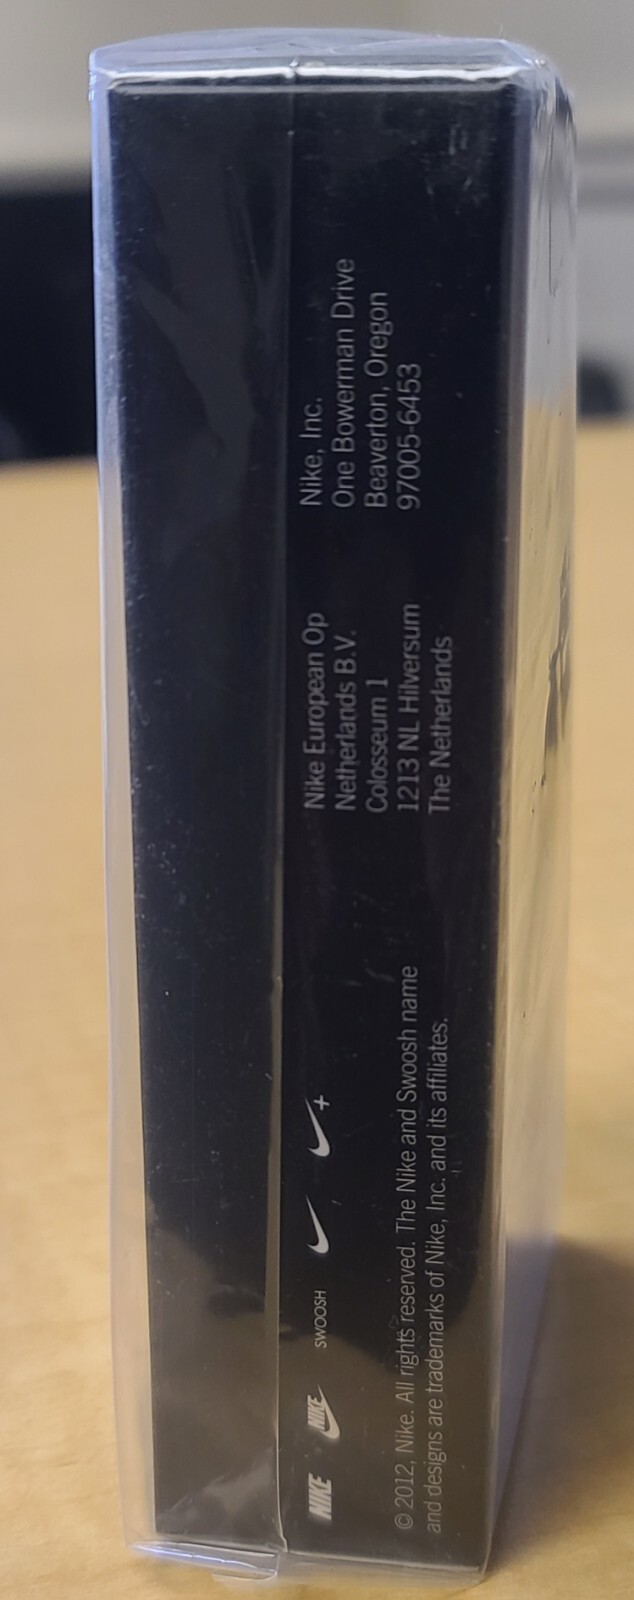 NIKE NIKE SWOOSH +
© 2012, Nike. All rights reserved. The Nike and Swoosh name
and designs are trademarks of Nike, Inc. and its affiliates.
Nike European Op
Netherlands B.V.
Colosseum 1
1213 NL Hilversum
The Netherlands
Nike, Inc.
One Bowerman Drive
Beaverton, Oregon
97005-6453